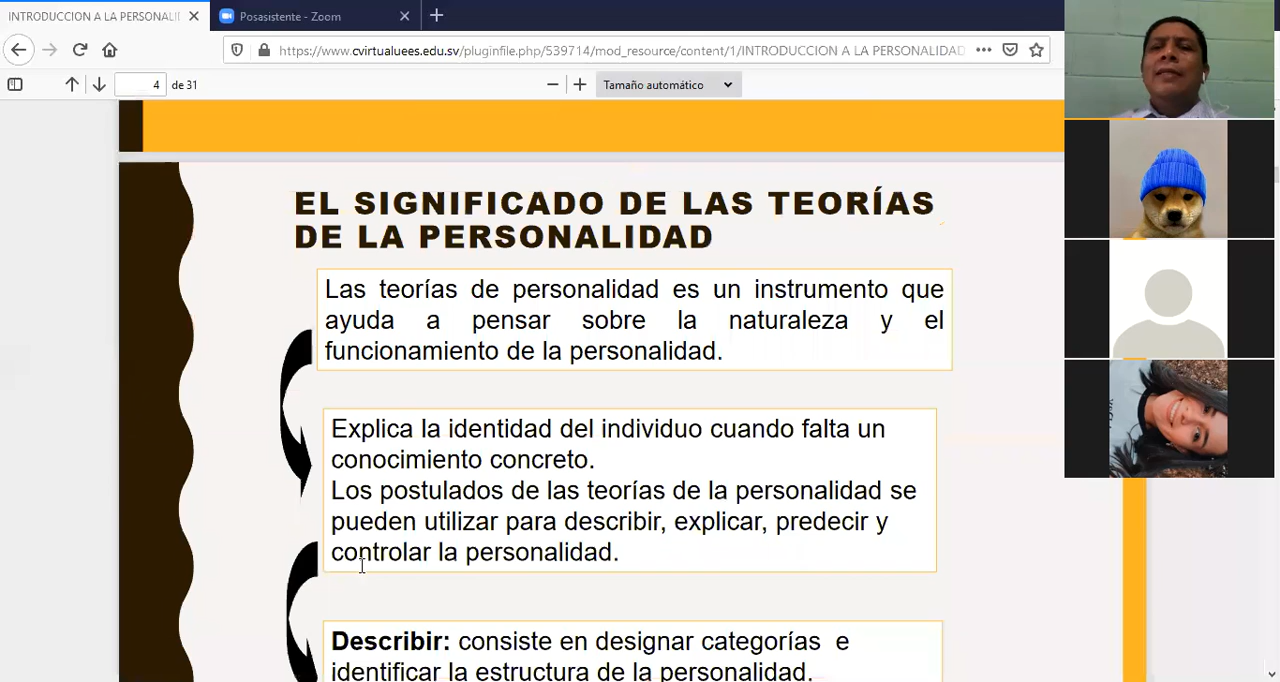 INTRODUCCION A LA PERSONALI
Posasistente - Zoom
https://www.cvirtualuees.edu.sv/pluginfile.php/539714/mod_resource/content/1/INTRODUCCION A LA PERSONALIDAD
4 de 31
Tamaño automático
EL SIGNIFICADO DE LAS TEORÍAS
DE LA PERSONALIDAD
Las teorías de personalidad es un instrumento que
ayuda a pensar sobre la naturaleza y el
funcionamiento de la personalidad.
Explica la identidad del individuo cuando falta un
conocimiento concreto.
Los postulados de las teorías de la personalidad se
pueden utilizar para describir, explicar, predecir y
controlar la personalidad.
Describir: consiste en designar categorías e
identificar la estructura de la personalidad.